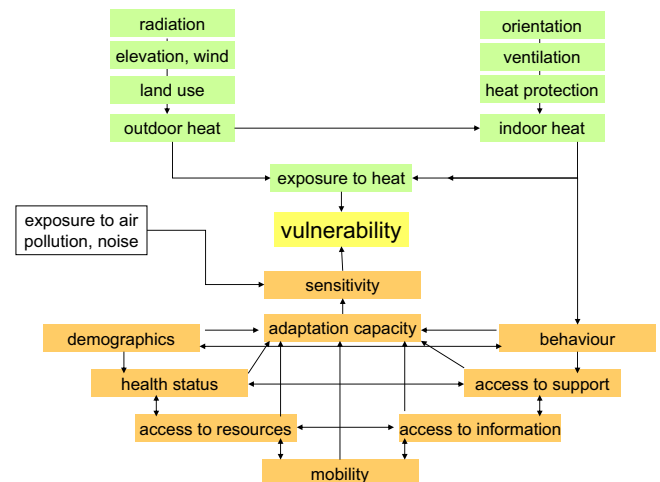 radiation
orientation
elevation, wind
ventilation
land use
heat protection
outdoor heat
indoor heat
exposure to heat
vulnerability
exposure to air
pollution, noise
sensitivity
adaptation capacity
demographics
behaviour
health status
access to support
access to resources
access to information
mobility